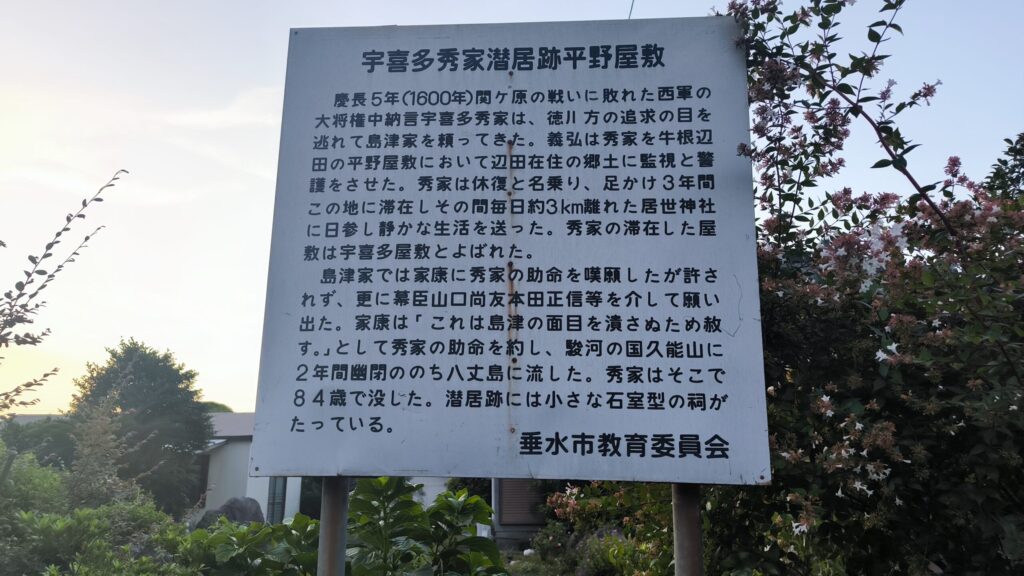 宇喜多秀家潜居跡平野屋敷
慶長5年(1600年)関ケ原の戦いに敗れた西軍の
大将権中納言宇喜多秀家は、徳川方の追求の目を
逃れて島津家を頼ってきた。義弘は秀家を牛根辺
田の平野屋敷において辺田在住の郷士に監視と警
護をさせた。秀家は休復と名乗り、足かけ3年間
この地に滞在しその間毎日約3km離れた居世神社
に日参し静かな生活を送った。秀家の滞在した屋
敷は宇喜多屋敷とよばれた。
島津家では家康に秀家の助命を嘆願したが許さ
れず、更に幕臣山口尚友本田正信等を介して願い
出た。家康は「これは島津の面目を潰さぬため赦
す。」として秀家の助命を約し、駿河の国久能山に
2年間幽閉ののち八丈島に流した。秀家はそこで
84歳で没した。潜居跡には小さな石室型の祠が
たっている。
垂水市教育委員会